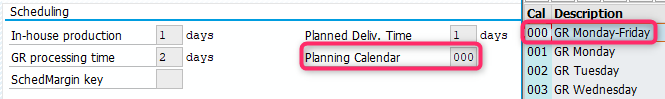 Scheduling
In-house production 1 days Planned Deliv. Time 1 days
GR processing time 2 days Planning Calendar 000
SchedMargin key
Cal Description
000 GR Monday-Friday
001 GR Monday
002 GR Tuesday
003 GR Wednesday